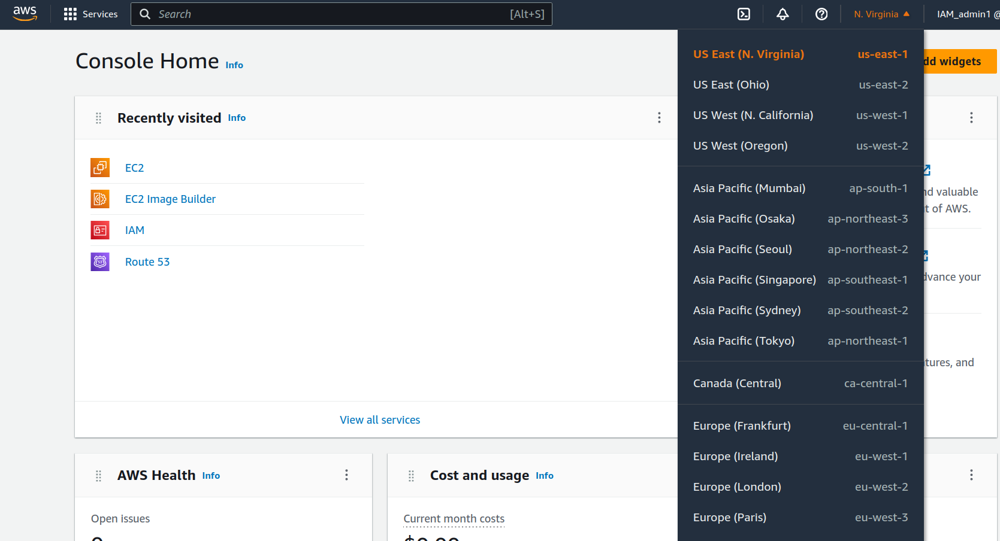 aws Services Search [Alt+S] N. Virginia IAM_admin1 @
Console Home Info
dd widgets
Recently visited Info
EC2
EC2 Image Builder
IAM
Route 53
View all services
US East (N. Virginia) us-east-1
US East (Ohio) us-east-2
US West (N. California) us-west-1
US West (Oregon) us-west-2
Asia Pacific (Mumbai) ap-south-1
Asia Pacific (Osaka) ap-northeast-3
Asia Pacific (Seoul) ap-northeast-2
Asia Pacific (Singapore) ap-southeast-1
Asia Pacific (Sydney) ap-southeast-2
Asia Pacific (Tokyo) ap-northeast-1
Canada (Central) ca-central-1
Europe (Frankfurt) eu-central-1
Europe (Ireland) eu-west-1
Europe (London) eu-west-2
Europe (Paris) eu-west-3
nd valuable
t of AWS.
dvance your
tures, and
AWS Health Info
Open issues
Cost and usage Info
Current month costs